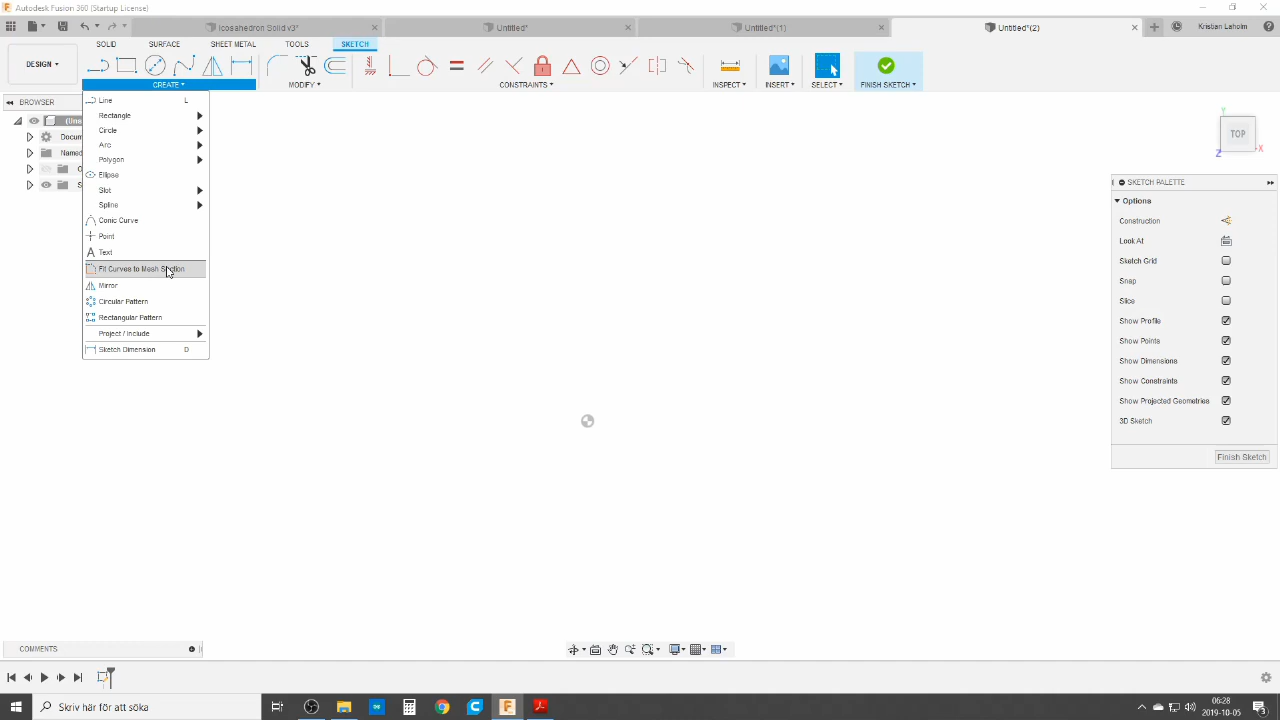 Autodesk Fusion 360 (Startup License)
Icosahedron Solid v3*
Untitled*
Untitled*(1)
Untitled*(2)
Kristian Laholm
DESIGN
SOLID
SURFACE
SHEET METAL
TOOLS
SKETCH
CREATE
MODIFY
CONSTRAINTS
INSPECT
INSERT
SELECT
FINISH SKETCH
BROWSER
Line L
Rectangle
Circle
Arc
Polygon
Ellipse
Slot
Spline
Conic Curve
Point
Text
Fit Curves to Mesh Section
Mirror
Circular Pattern
Rectangular Pattern
Project / Include
Sketch Dimension D
(Uns
Docum
Named
O
S
Y
TOP
Z
X
SKETCH PALETTE
Options
Construction
Look At
Sketch Grid
Snap
Slice
Show Profile
Show Points
Show Dimensions
Show Constraints
Show Projected Geometries
3D Sketch
Finish Sketch
COMMENTS
Skriv här för att söka
06:28
2019-10-05
3